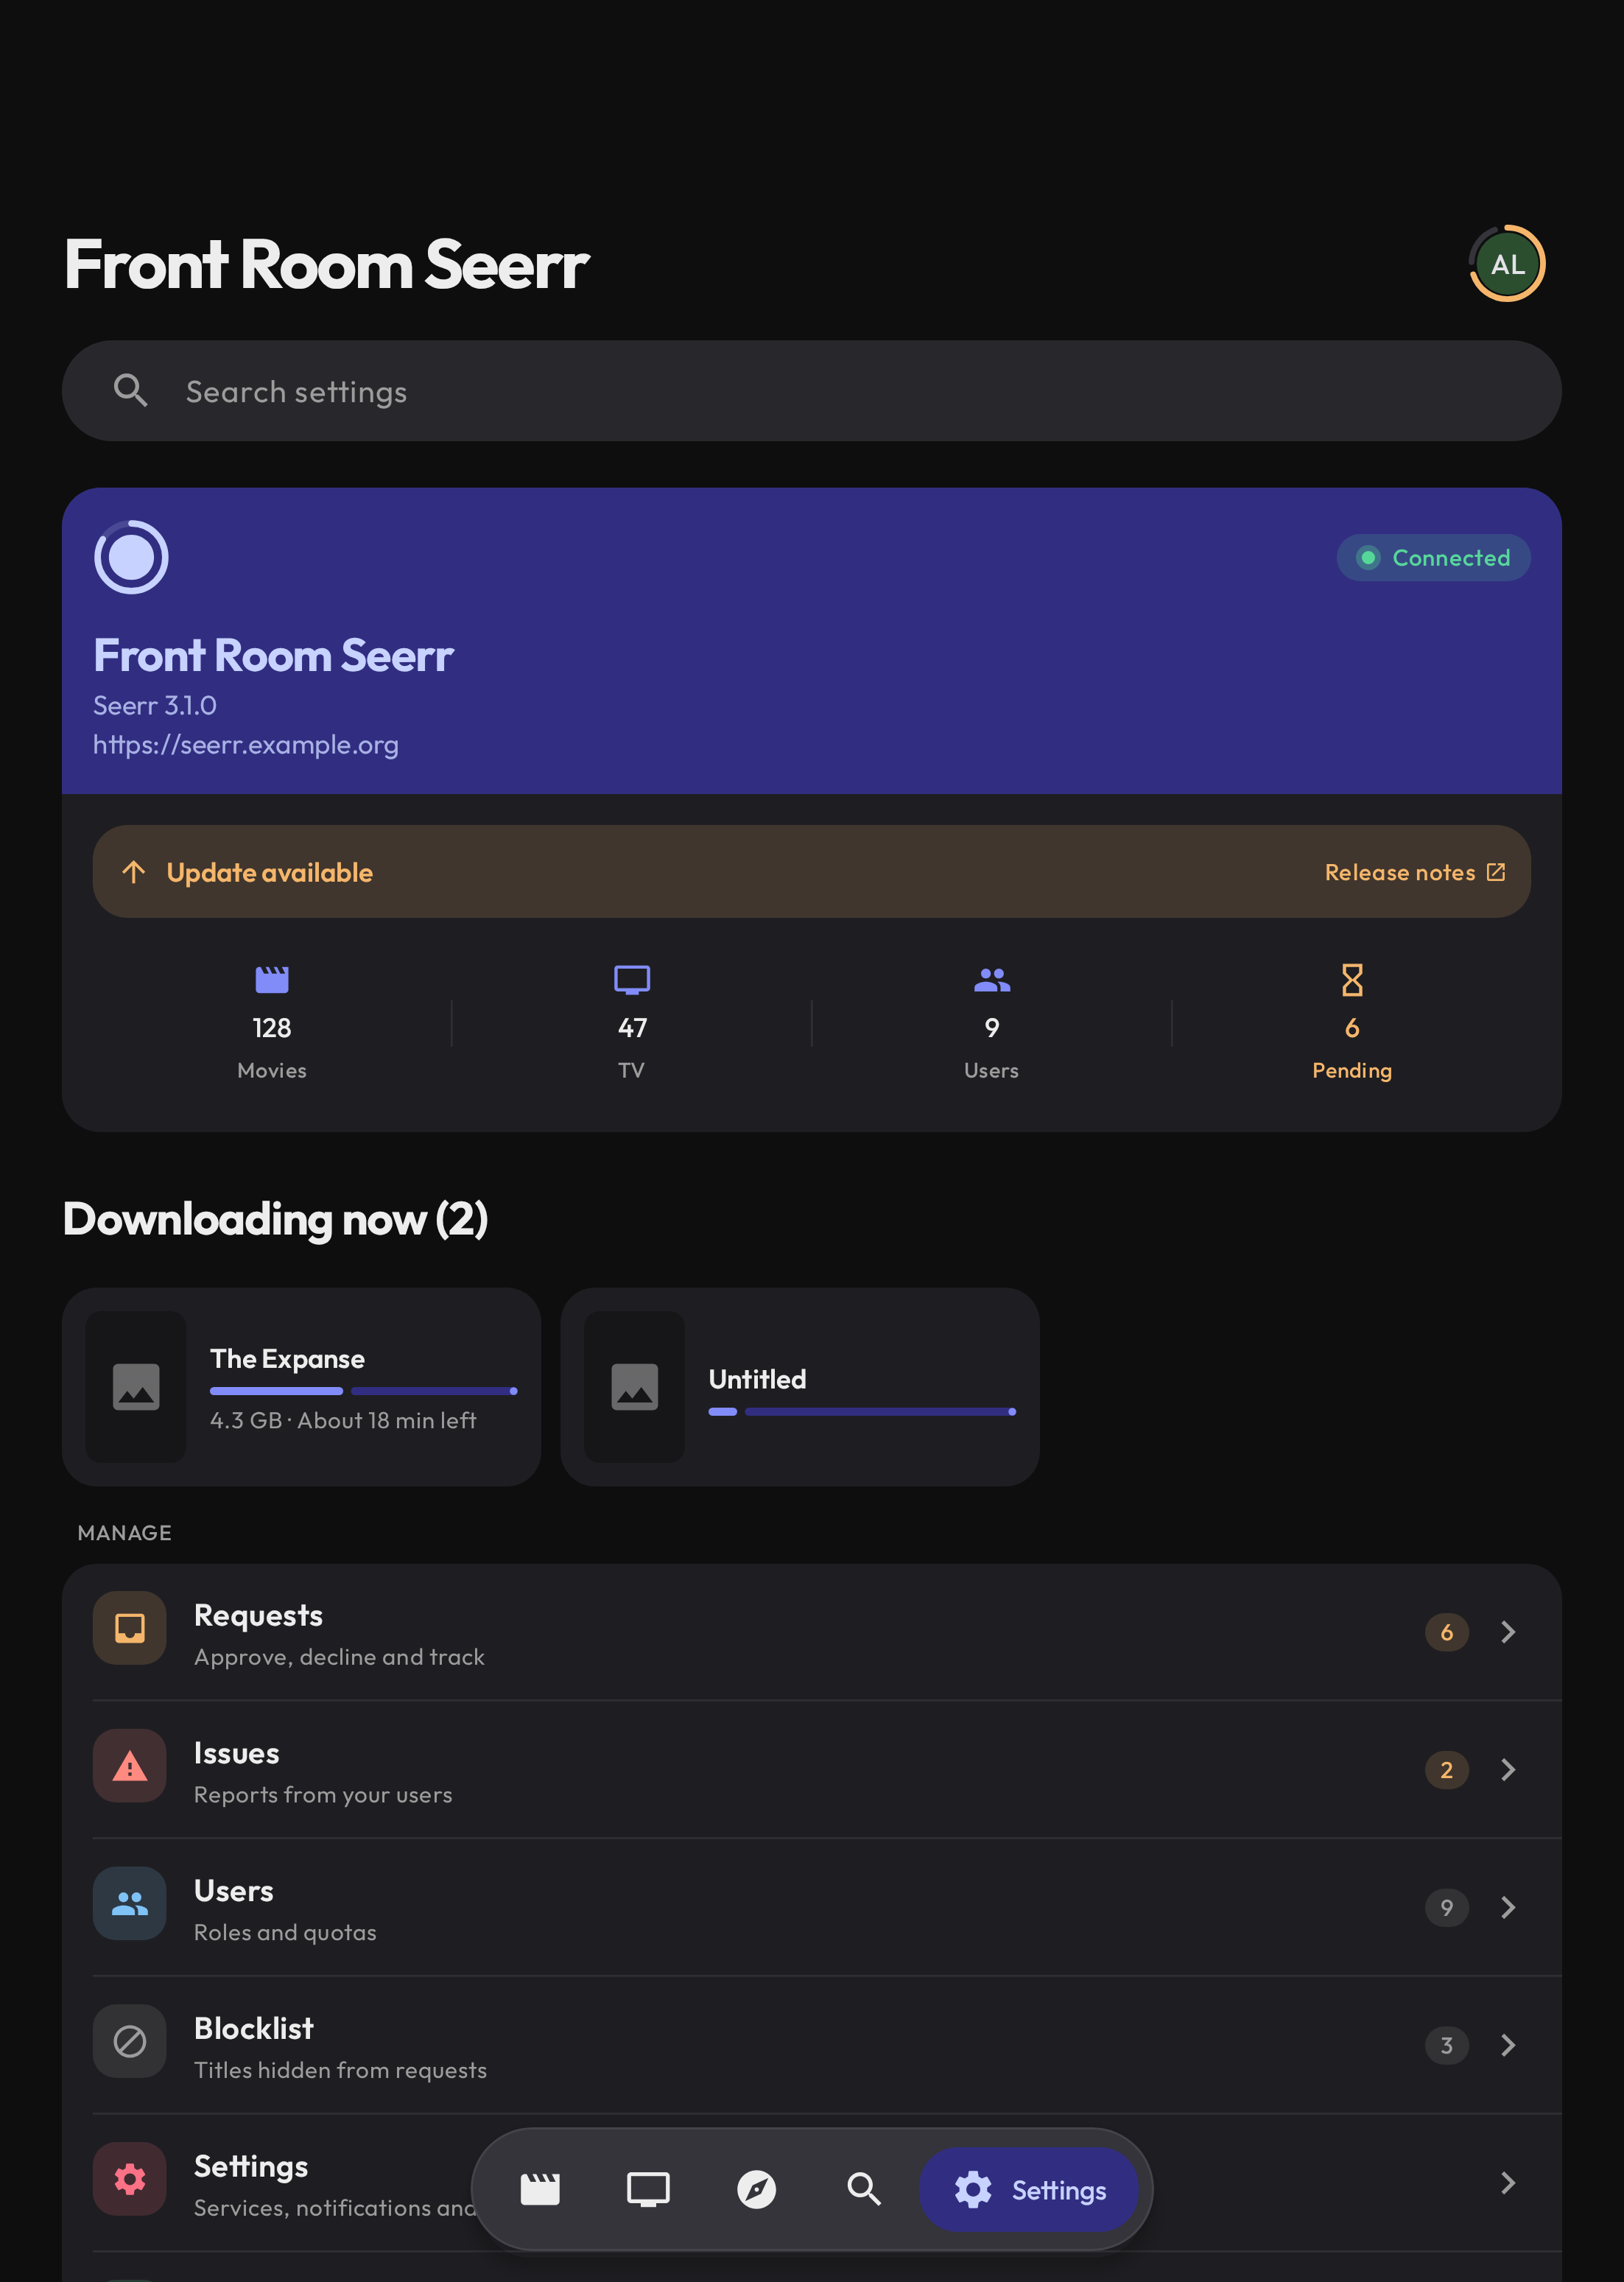 Front Room Seerr
AL
Search settings
Connected
Front Room Seerr
Seerr 3.1.0
https://seerr.example.org
Update available
Release notes
128
Movies
47
TV
9
Users
6
Pending
Downloading now (2)
The Expanse
4.3 GB · About 18 min left
Untitled
MANAGE
Requests
Approve, decline and track
6
Issues
Reports from your users
2
Users
Roles and quotas
9
Blocklist
Titles hidden from requests
3
Settings
Services, notifications and
Settings